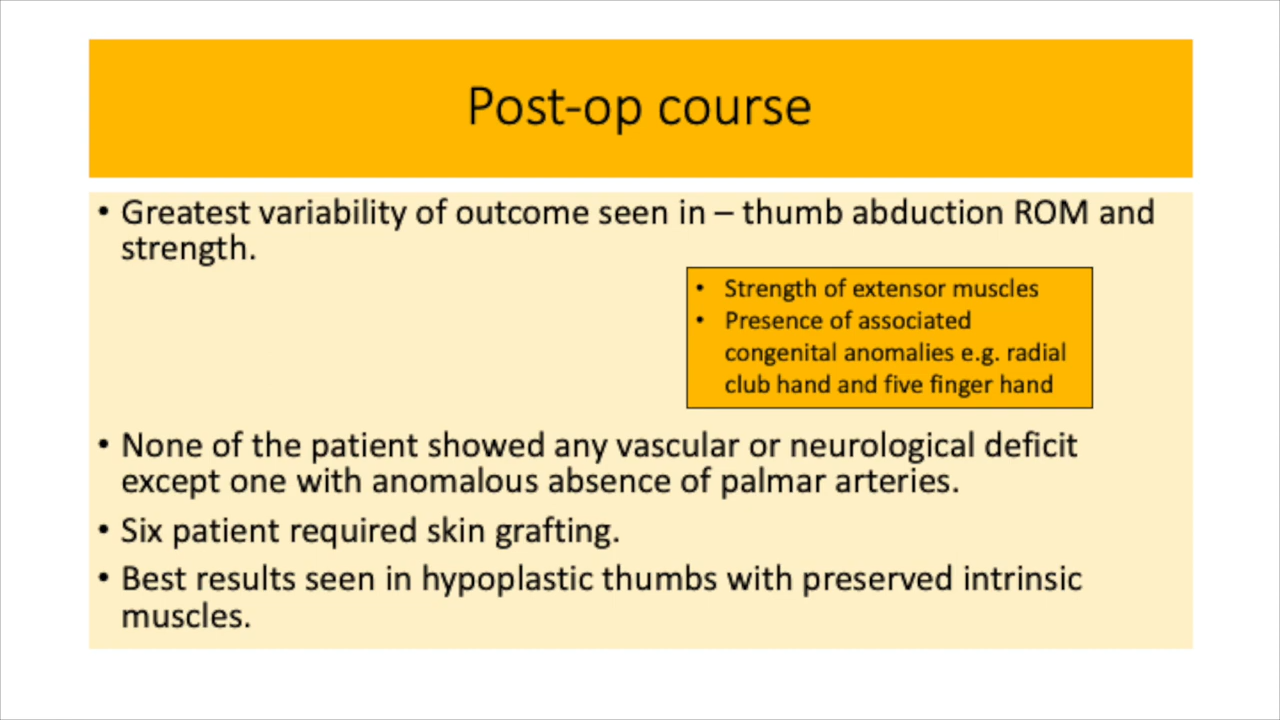 Post-op course
• Greatest variability of outcome seen in – thumb abduction ROM and
strength.
• Strength of extensor muscles
• Presence of associated
congenital anomalies e.g. radial
club hand and five finger hand
• None of the patient showed any vascular or neurological deficit
except one with anomalous absence of palmar arteries.
• Six patient required skin grafting.
• Best results seen in hypoplastic thumbs with preserved intrinsic
muscles.